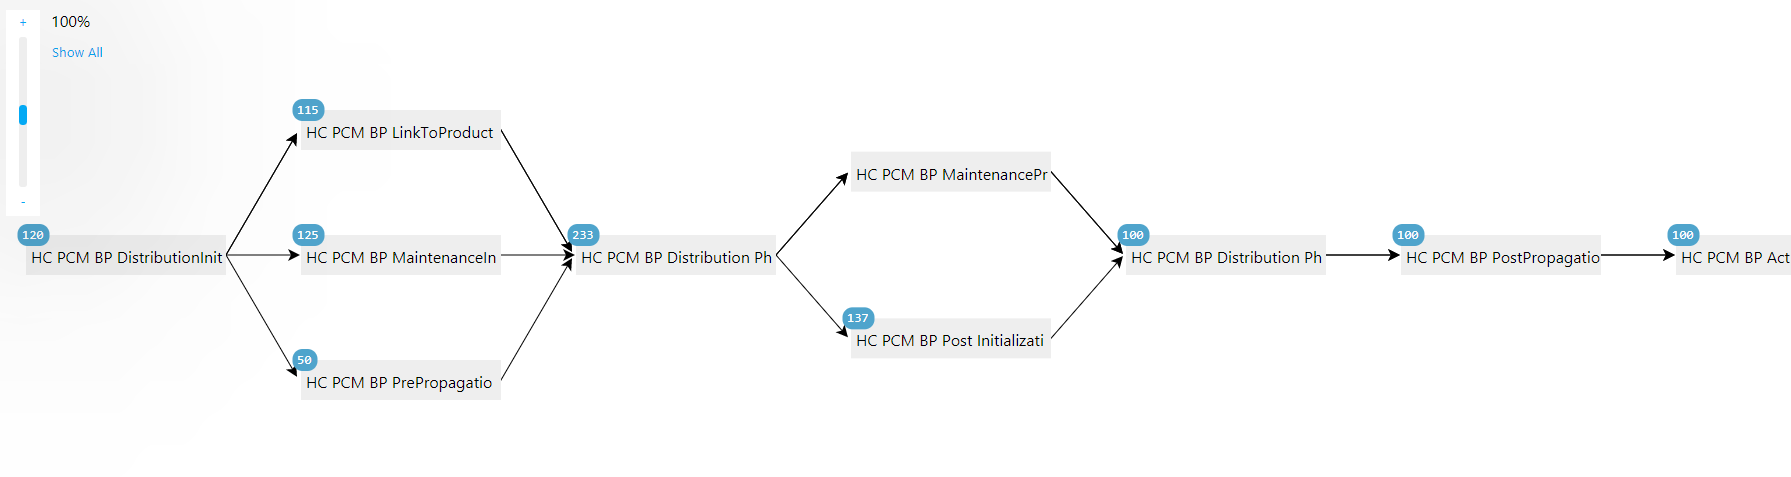 +
100%
Show All
-
120
HC PCM BP DistributionInit
115
HC PCM BP LinkToProduct
125
HC PCM BP MaintenanceIn
50
HC PCM BP PrePropagatio
233
HC PCM BP Distribution Ph
HC PCM BP MaintenancePr
137
HC PCM BP Post Initializati
100
HC PCM BP Distribution Ph
100
HC PCM BP PostPropagatio
100
HC PCM BP Act